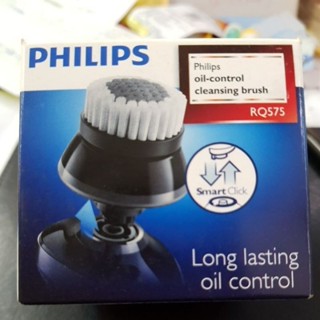 PHILIPS
Philips
oil-control
cleansing brush
RQ575
SmartClick
Long lasting
oil control